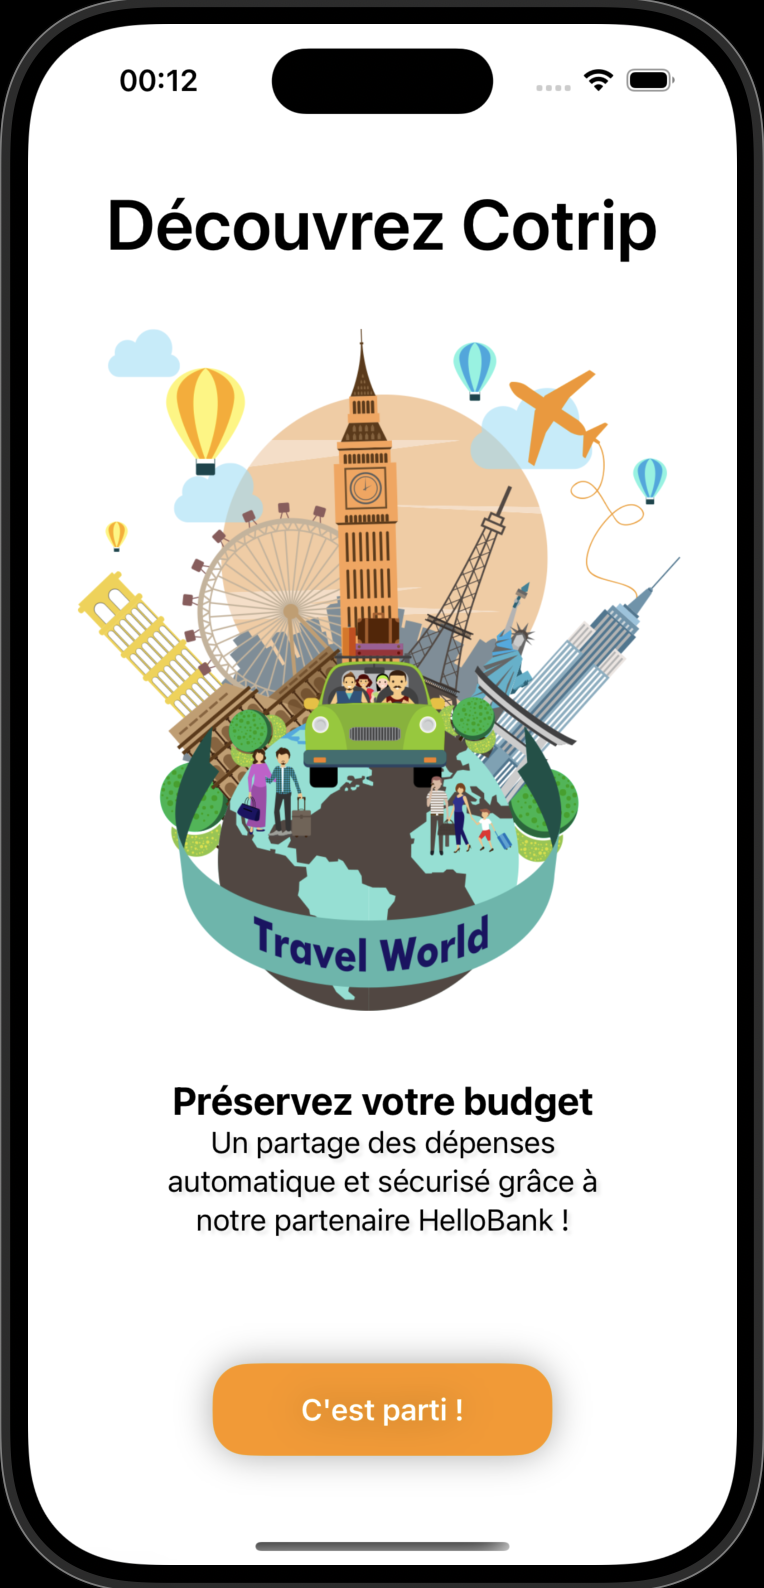 00:12
Découvrez Cotrip
Travel World
Préservez votre budget
Un partage des dépenses
automatique et sécurisé grâce à
notre partenaire HelloBank !
C'est parti !